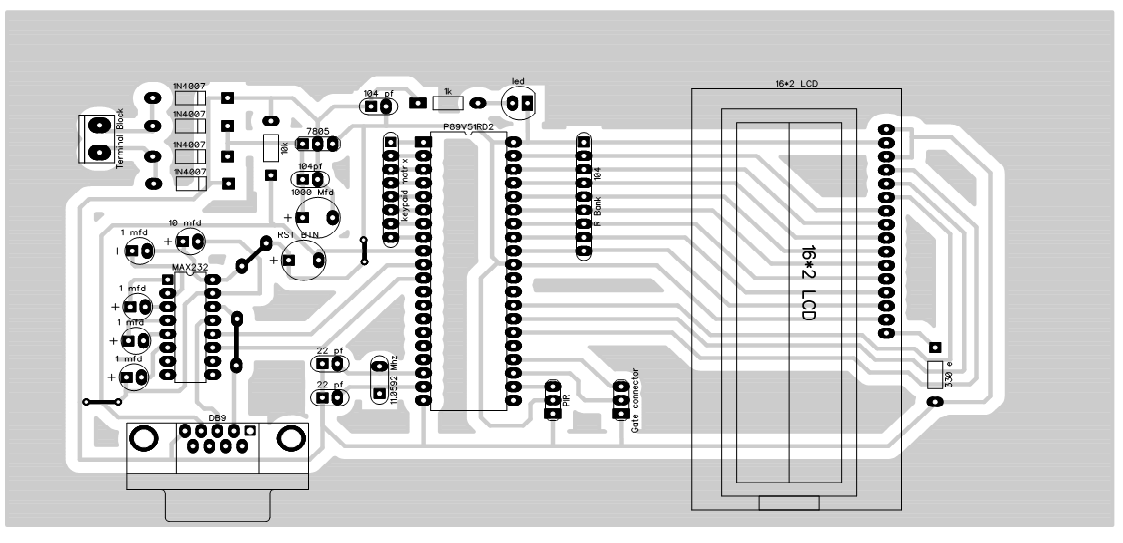 1N4007
1N4007
1N4007
1N4007
Terminal Block
10k
104 pf
1k
led
7805
P89V51RD2
104pf
1000 Mfd
keypaid matrx
104
R Bank
RST BTN
10 mfd
1 mfd
MAX232
1 mfd
1 mfd
1 mfd
22 pf
22 pf
11.0592 Mhz
DB9
PIR
Gate connector
16*2 LCD
16*2 LCD
330 e